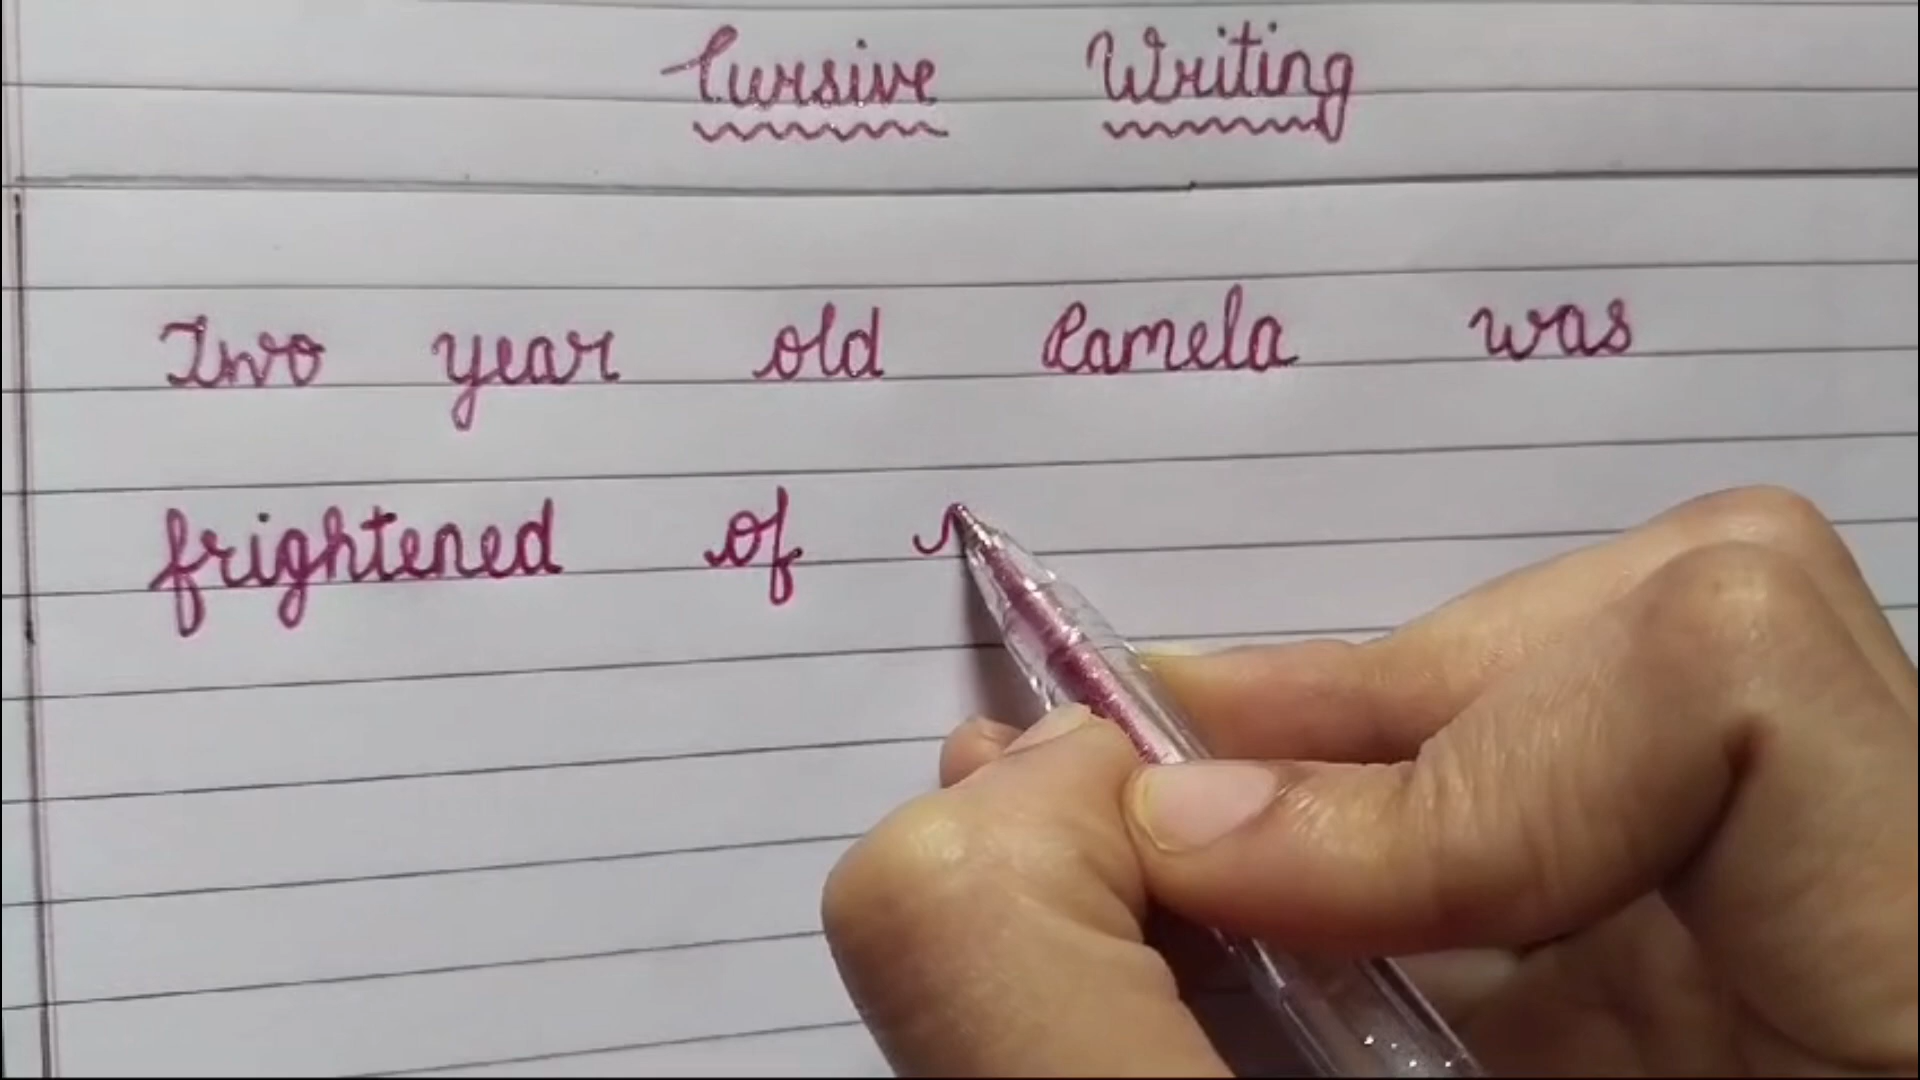 Cursive Writing
Two year old Pamela was
frightened of